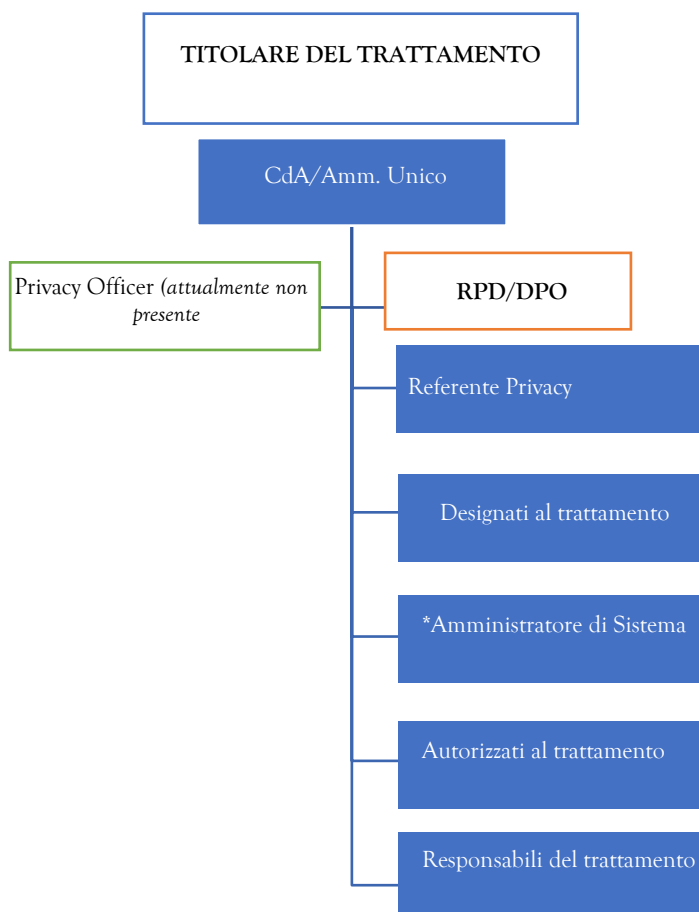 TITOLARE DEL TRATTAMENTO
CdA/Amm. Unico
Privacy Officer (attualmente non
presente
RPD/DPO
Referente Privacy
Designati al trattamento
*Amministratore di Sistema
Autorizzati al trattamento
Responsabili del trattamento